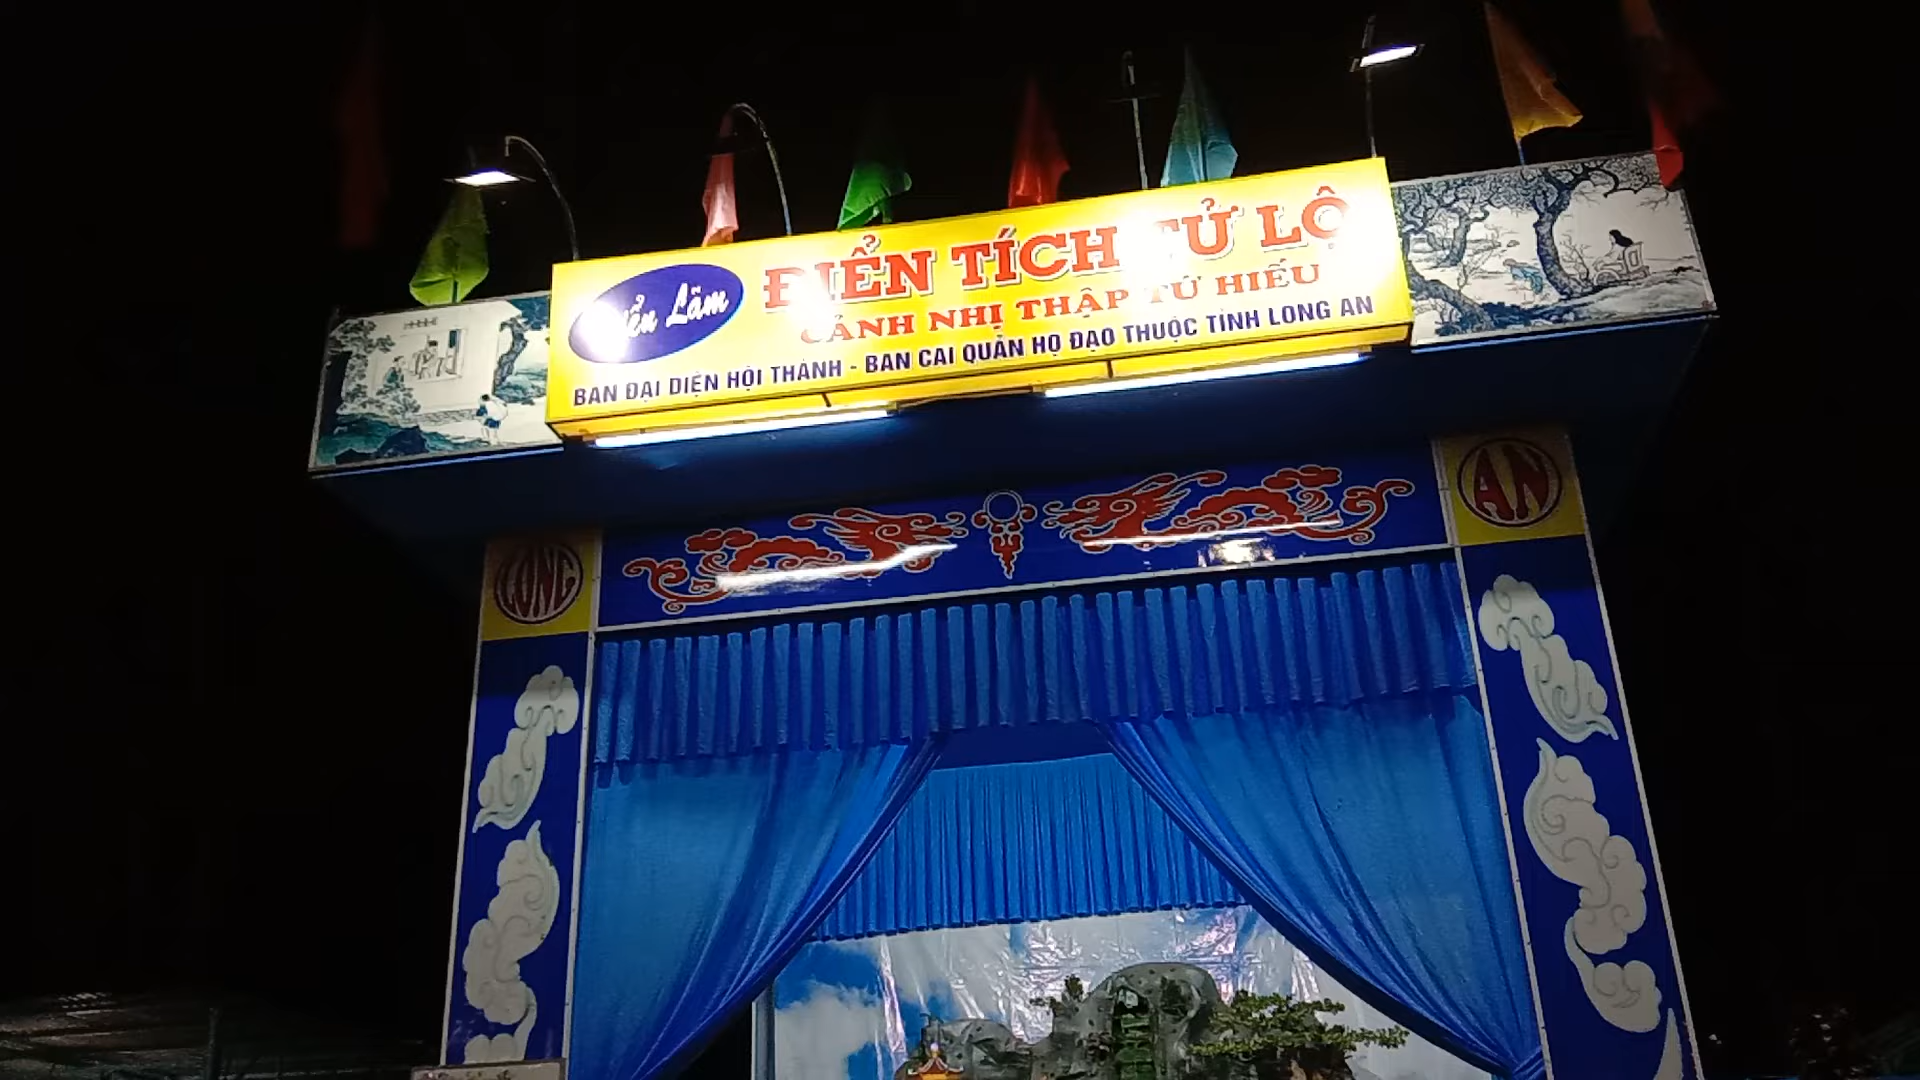 Lãm
ĐIỂN TÍCH TỬ LỘ
CẢNH NHỊ THẬP TỨ HIẾU
BAN ĐẠI DIỆN HỘI THÁNH - BAN CAI QUẢN HỌ ĐẠO THUỘC TỈNH LONG AN
LONG
AN